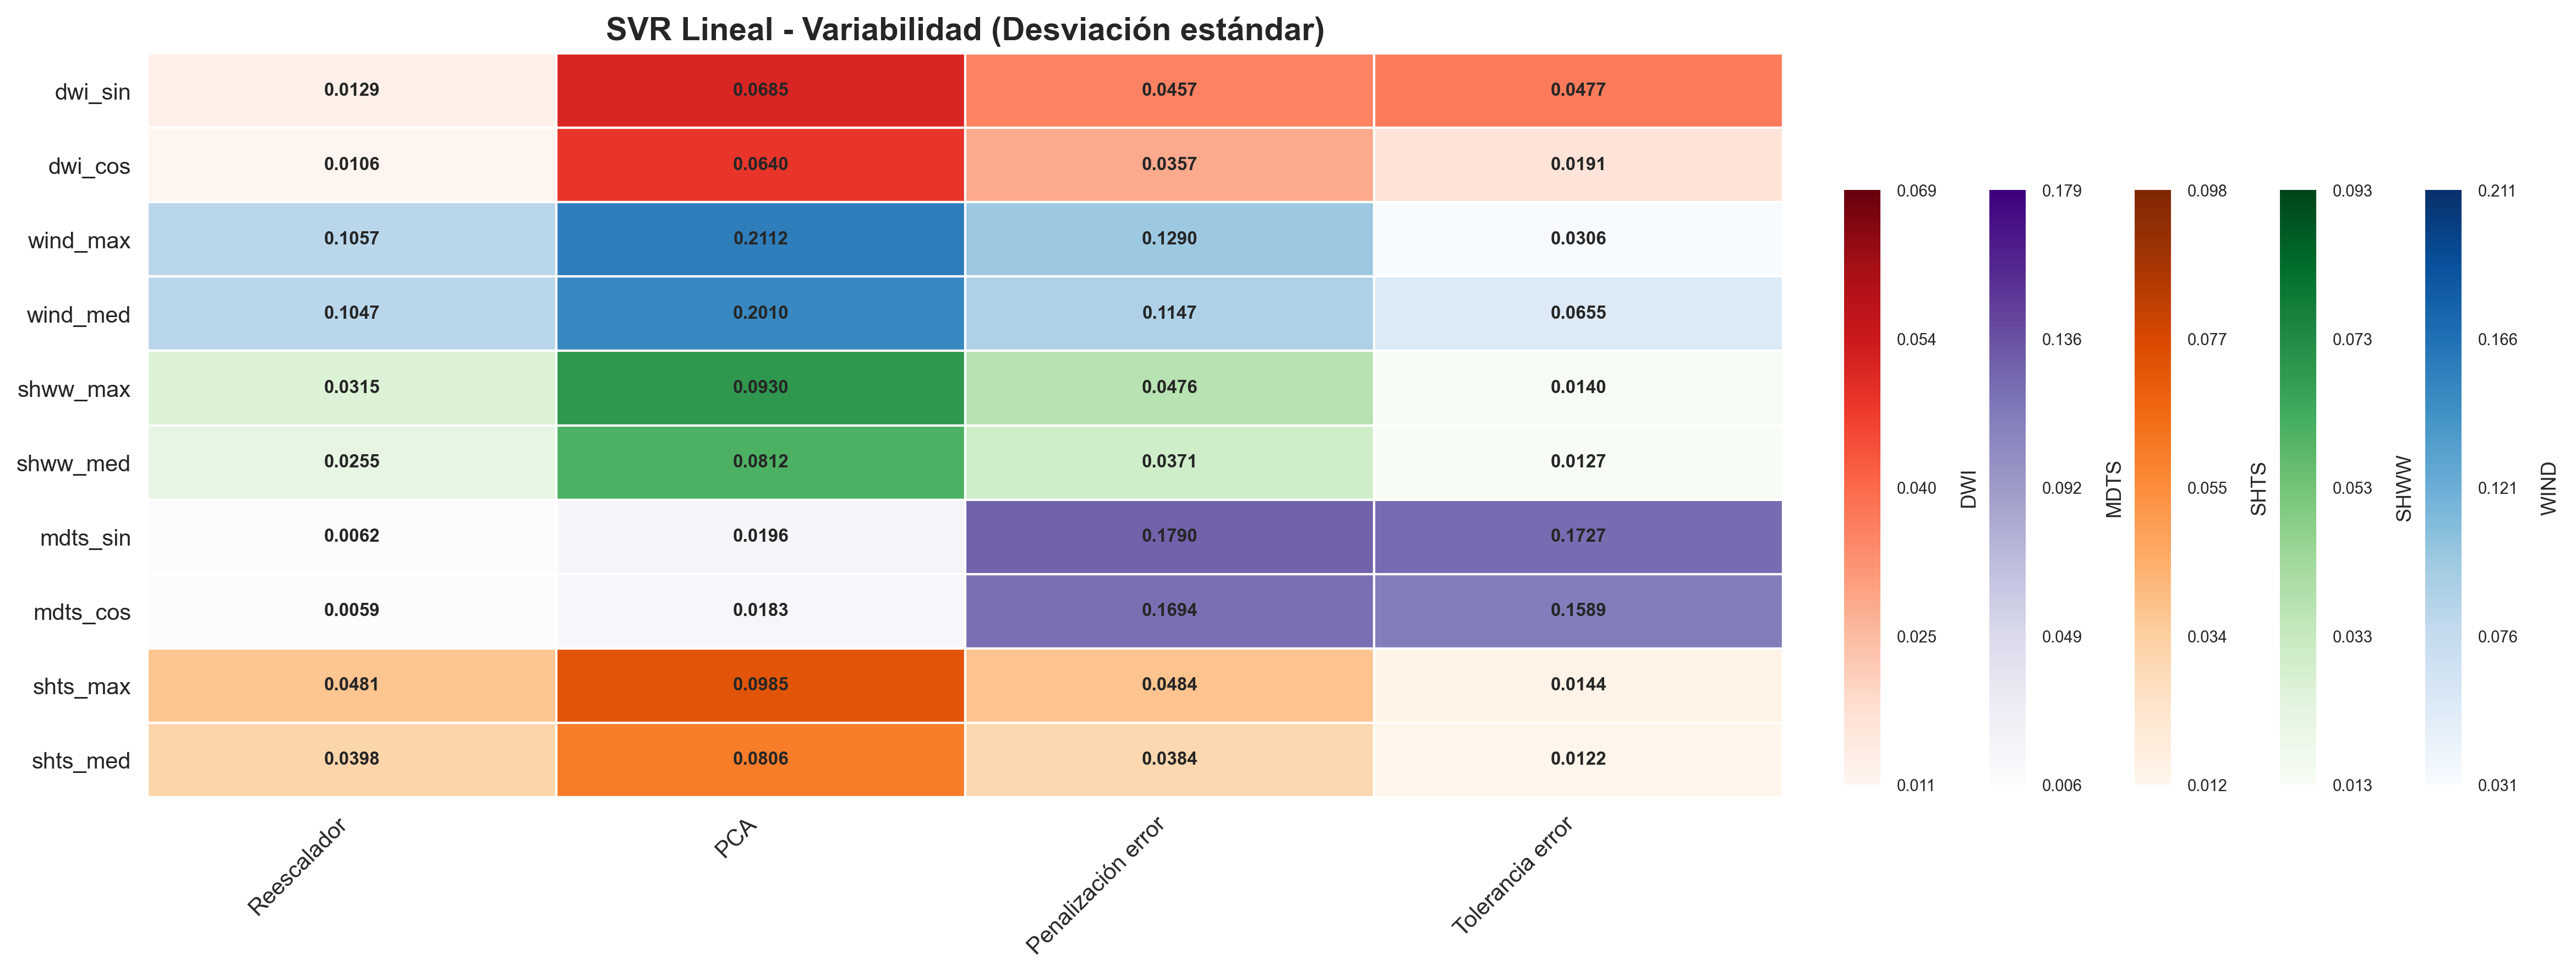 SVR Lineal - Variabilidad (Desviación estándar)
dwi_sin 0.0129 0.0685 0.0457 0.0477
dwi_cos 0.0106 0.0640 0.0357 0.0191
wind_max 0.1057 0.2112 0.1290 0.0306
wind_med 0.1047 0.2010 0.1147 0.0655
shww_max 0.0315 0.0930 0.0476 0.0140
shww_med 0.0255 0.0812 0.0371 0.0127
mdts_sin 0.0062 0.0196 0.1790 0.1727
mdts_cos 0.0059 0.0183 0.1694 0.1589
shts_max 0.0481 0.0985 0.0484 0.0144
shts_med 0.0398 0.0806 0.0384 0.0122
Reescalador
PCA
Penalización error
Tolerancia error
0.069
0.054
0.040
0.025
0.011
DWI
0.179
0.136
0.092
0.049
0.006
MDTS
0.098
0.077
0.055
0.034
0.012
SHTS
0.093
0.073
0.053
0.033
0.013
SHWW
0.211
0.166
0.121
0.076
0.031
WIND